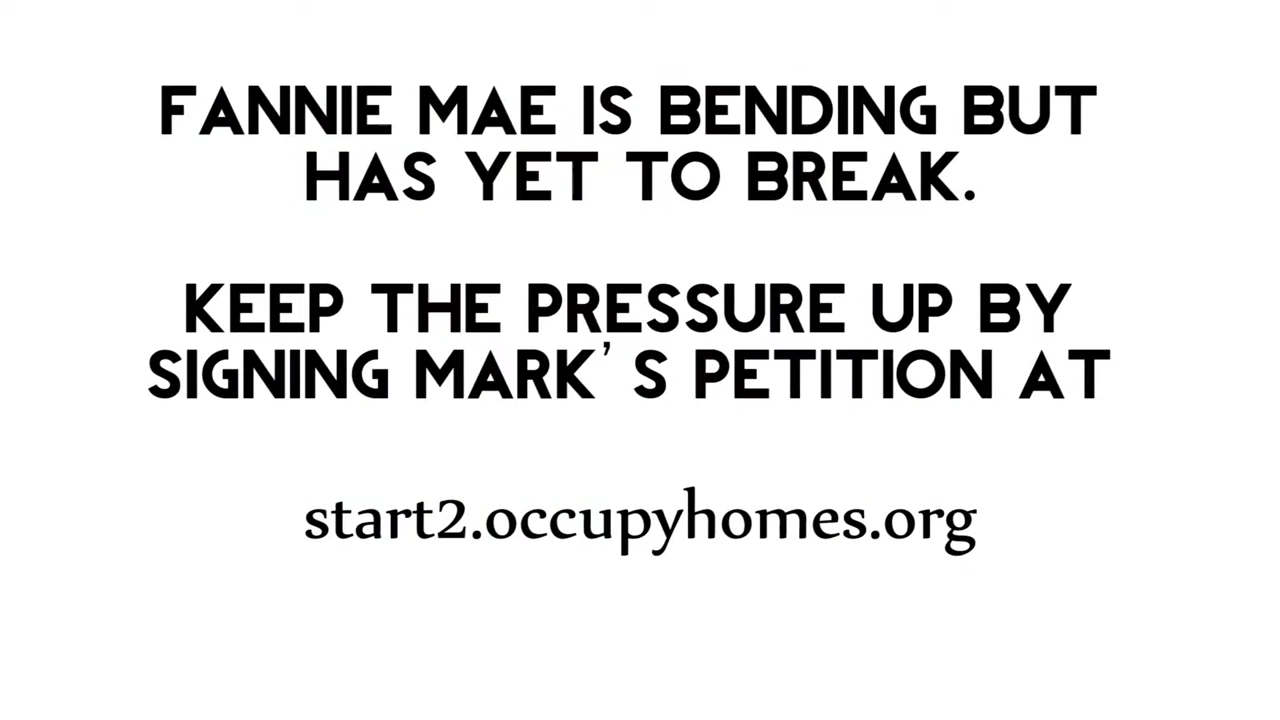 FANNIE MAE IS BENDING BUT
HAS YET TO BREAK.
KEEP THE PRESSURE UP BY
SIGNING MARK'S PETITION AT
start2.occupyhomes.org